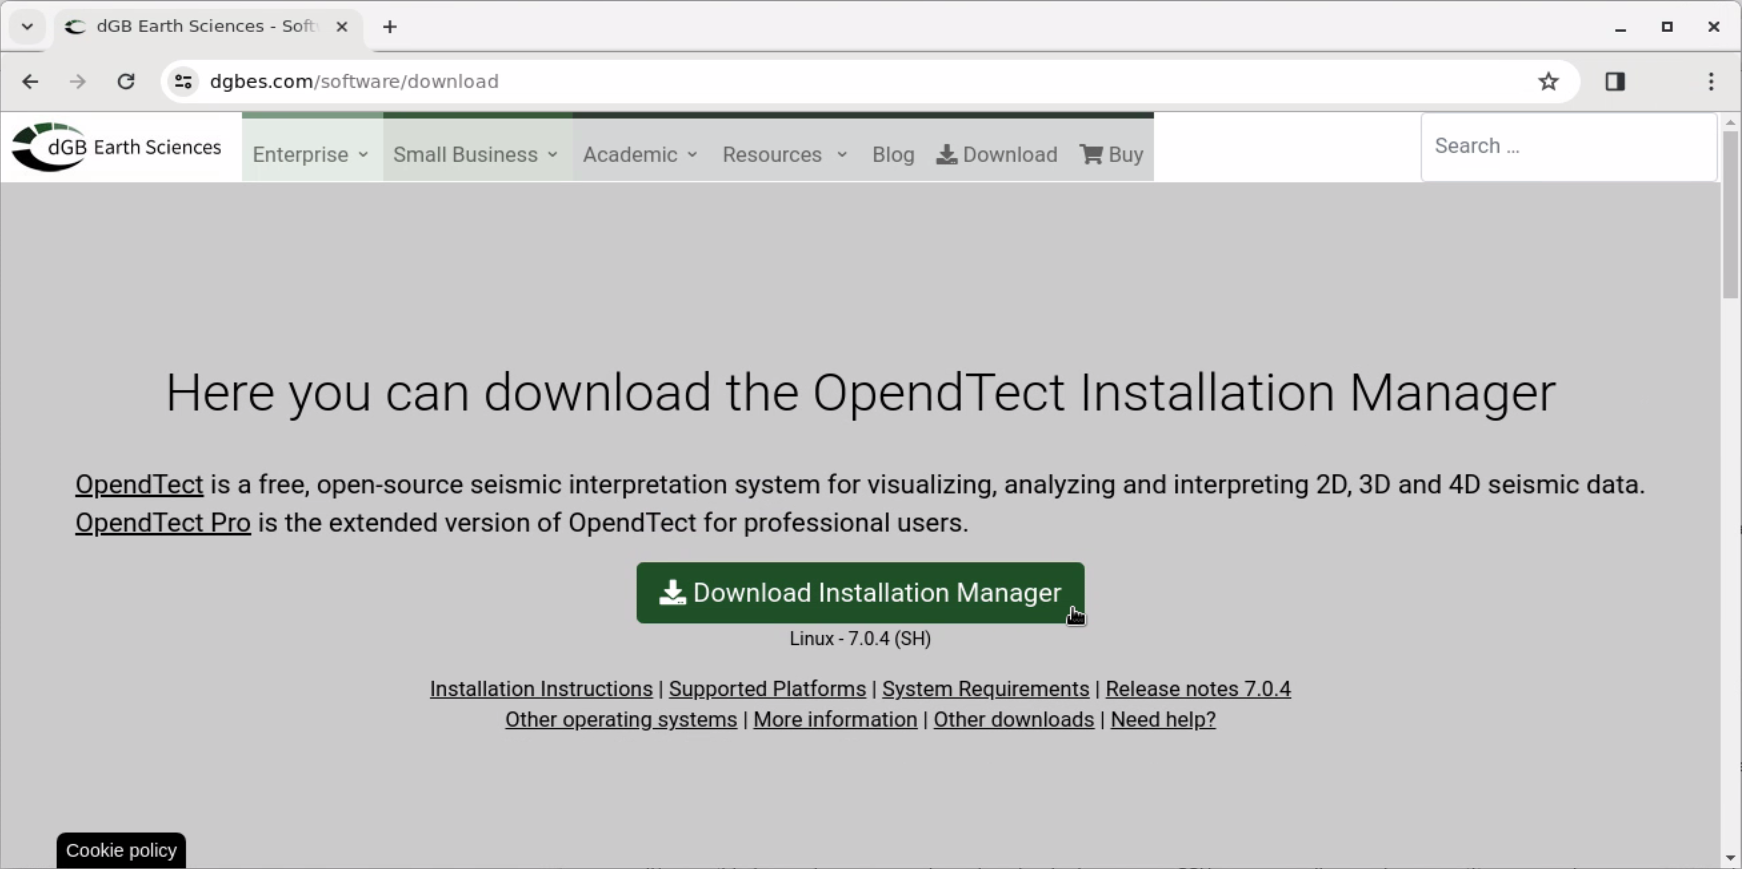 dGB Earth Sciences - Soft
dgbes.com/software/download
dGB Earth Sciences
Enterprise
Small Business
Academic
Resources
Blog
Download
Buy
Search ...
Here you can download the OpendTect Installation Manager
OpendTect is a free, open-source seismic interpretation system for visualizing, analyzing and interpreting 2D, 3D and 4D seismic data.
OpendTect Pro is the extended version of OpendTect for professional users.
Download Installation Manager
Linux - 7.0.4 (SH)
Installation Instructions | Supported Platforms | System Requirements | Release notes 7.0.4
Other operating systems | More information | Other downloads | Need help?
Cookie policy